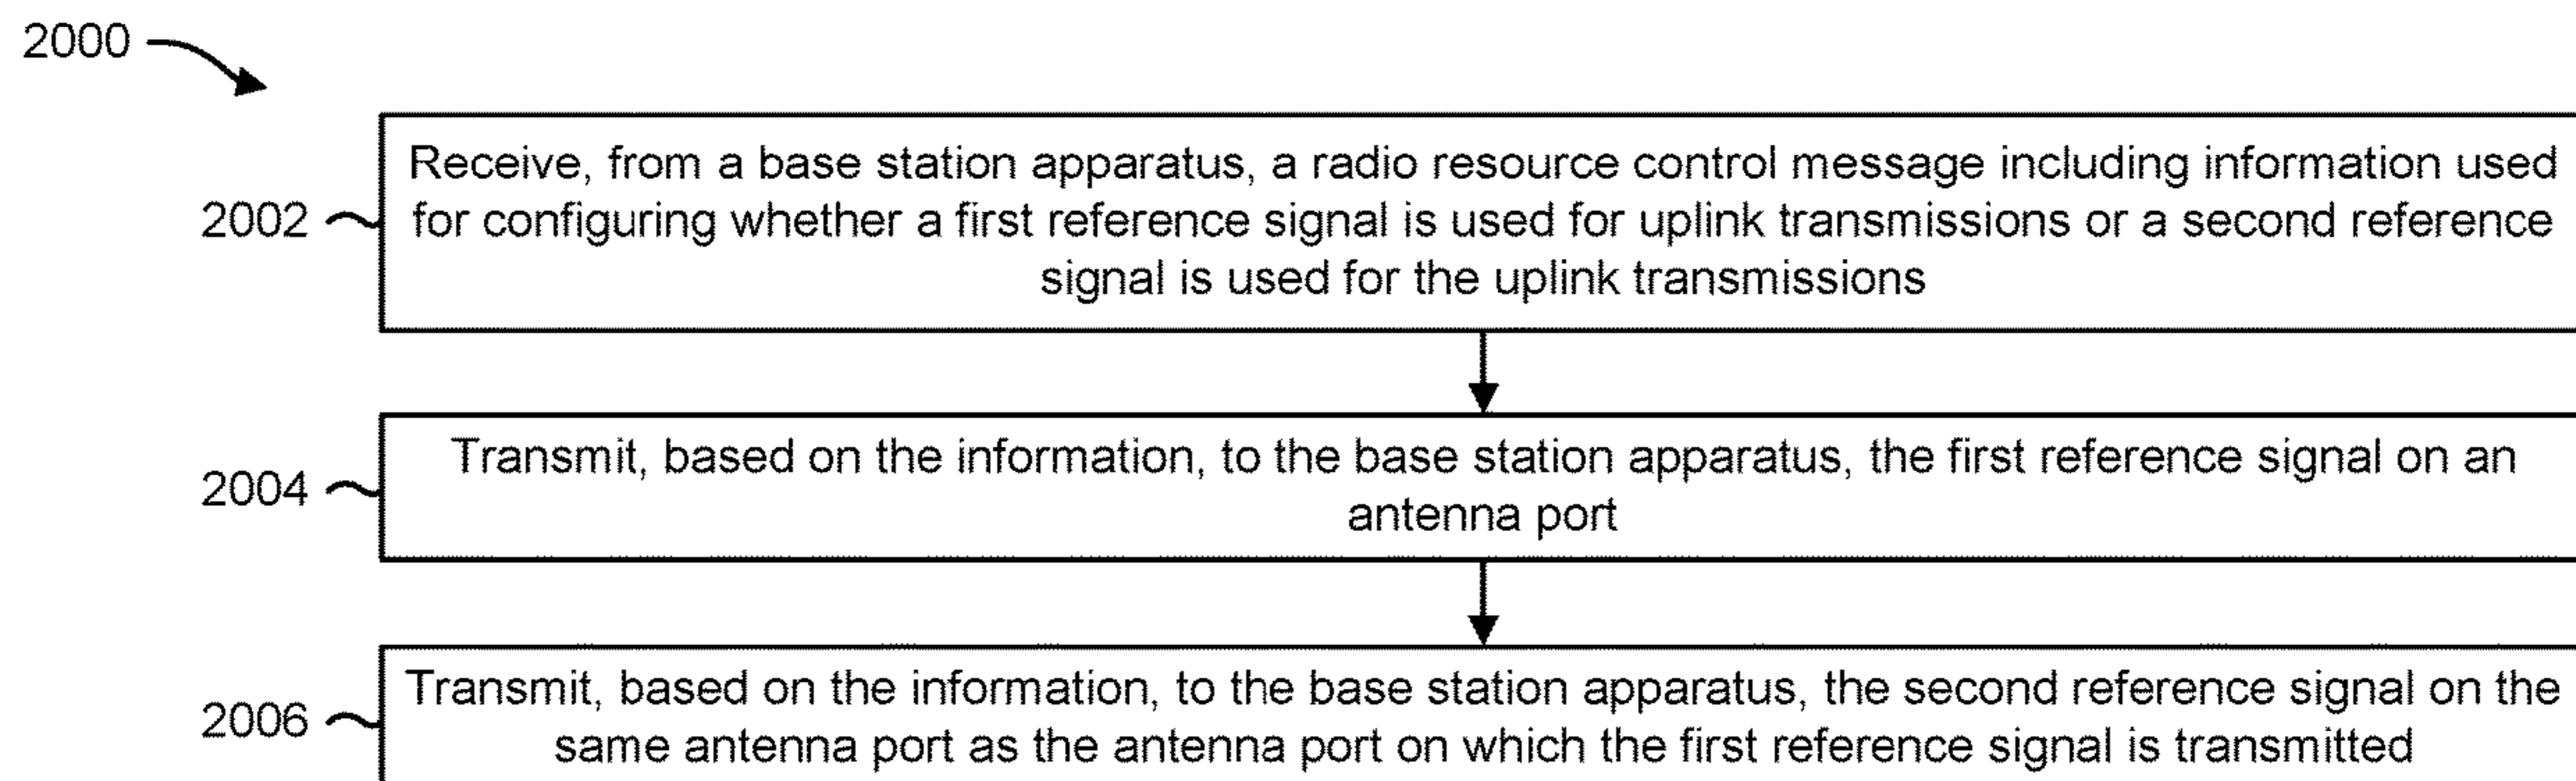 2000
Receive, from a base station apparatus, a radio resource control message including information used
2002
for configuring whether a first reference signal is used for uplink transmissions or a second reference
signal is used for the uplink transmissions
Transmit, based on the information, to the base station apparatus, the first reference signal on an
2004
antenna port
Transmit, based on the information, to the base station apparatus, the second reference signal on the
2006
same antenna port as the antenna port on which the first reference signal is transmitted